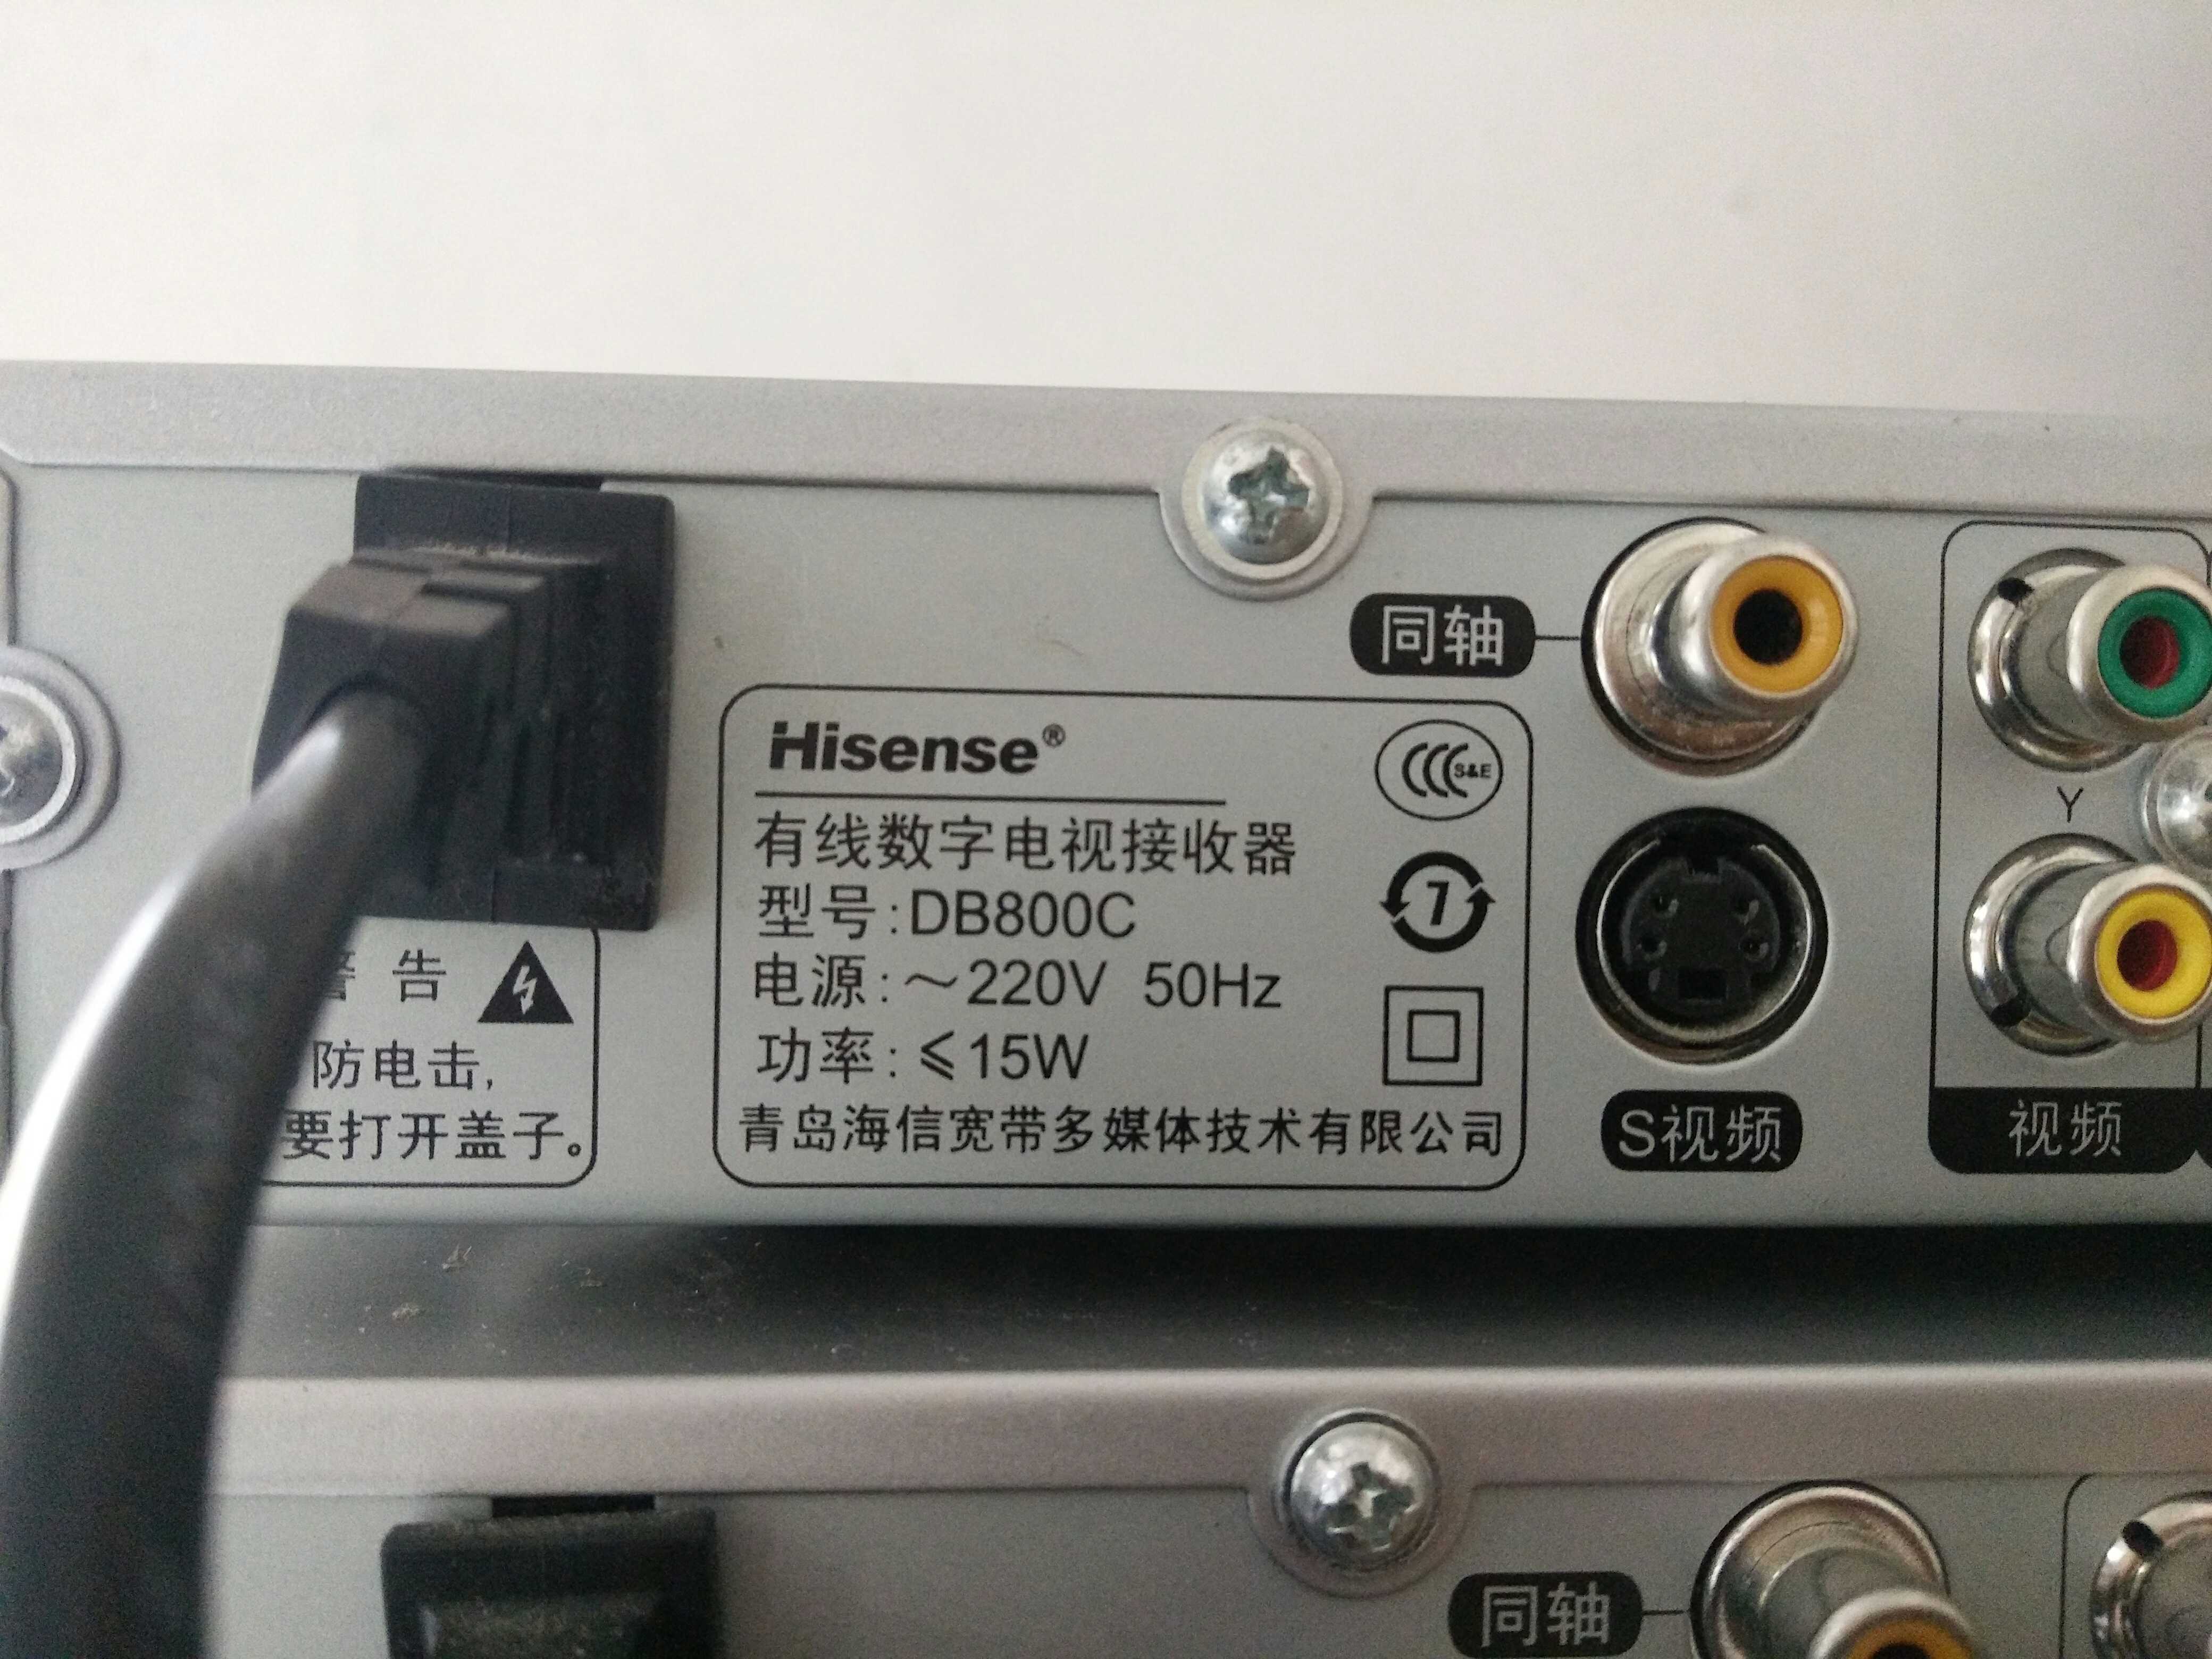 同轴
Hisense®
S&E
有线数字电视接收器
型号:DB800C
7
电源:～220V 50Hz
功率:≤15W
青岛海信宽带多媒体技术有限公司
警 告
防电击,
要打开盖子。
Y
S视频
视频
同轴